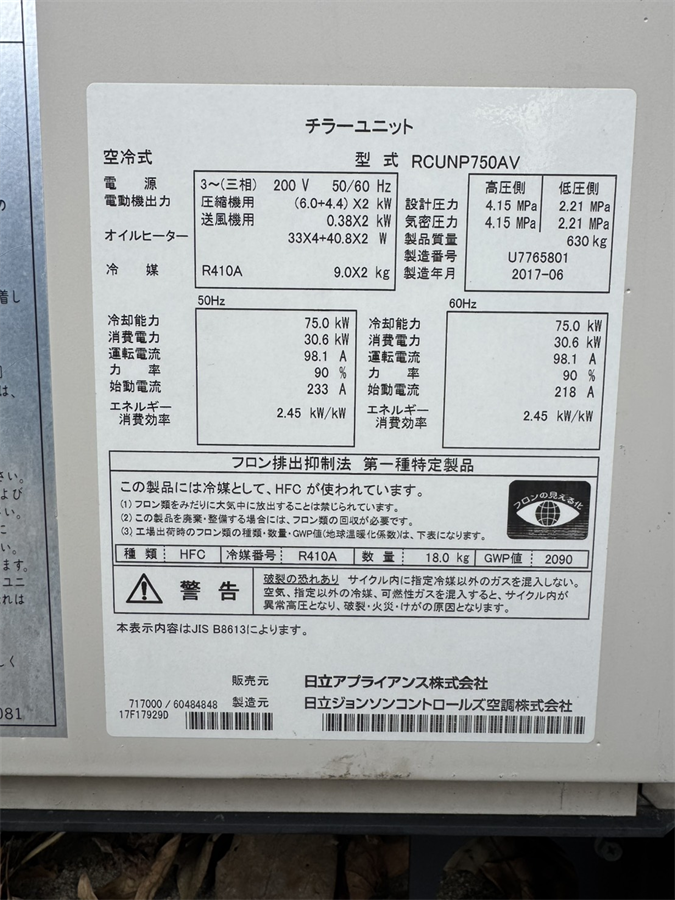 の
着し
は、
さい。
および
さい。
に
い。
ます。
ユニ
れは
しく
081
チラーユニット
空冷式 型式 RCUNP750AV
電源 3〜(三相) 200 V 50/60 Hz
電動機出力 圧縮機用 (6.0+4.4) X2 kW
送風機用 0.38X2 kW
オイルヒーター 33X4+40.8X2 W
冷媒 R410A 9.0X2 kg
高圧側 低圧側
設計圧力 4.15 MPa 2.21 MPa
気密圧力 4.15 MPa 2.21 MPa
製品質量 630 kg
製造番号 U7765801
製造年月 2017-06
50Hz
冷却能力 75.0 kW
消費電力 30.6 kW
運転電流 98.1 A
力率 90 %
始動電流 233 A
エネルギー
消費効率 2.45 kW/kW
60Hz
冷却能力 75.0 kW
消費電力 30.6 kW
運転電流 98.1 A
力率 90 %
始動電流 218 A
エネルギー
消費効率 2.45 kW/kW
フロン排出抑制法 第一種特定製品
この製品には冷媒として、HFC が使われています。
(1) フロン類をみだりに大気中に放出することは禁じられています。
(2) この製品を廃棄・整備する場合には、フロン類の回収が必要です。
(3) 工場出荷時のフロン類の種類・数量・GWP値(地球温暖化係数)は、下表になります。
フロンの見える化
種類 HFC 冷媒番号 R410A 数量 18.0 kg GWP値 2090
警告
破裂の恐れあり サイクル内に指定冷媒以外のガスを混入しない。
空気、指定以外の冷媒、可燃性ガスを混入すると、サイクル内が
異常高圧となり、破裂・火災・けがの原因となります。
本表示内容はJIS B8613によります。
販売元 日立アプライアンス株式会社
717000 / 60484848 製造元 日立ジョンソンコントロールズ空調株式会社
17F17929D